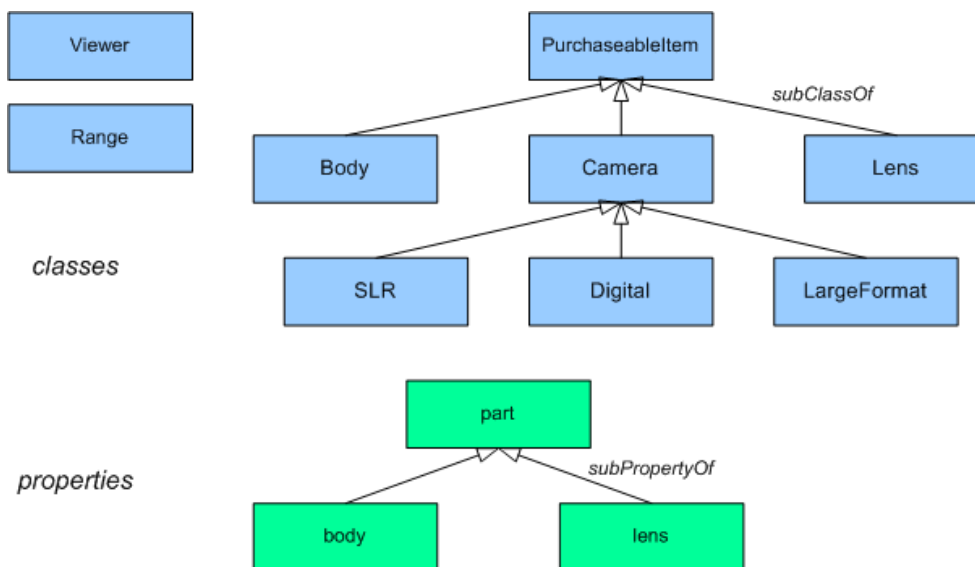 Viewer
PurchaseableItem
subClassOf
Range
Body
Camera
Lens
classes
SLR
Digital
LargeFormat
part
subPropertyOf
properties
body
lens